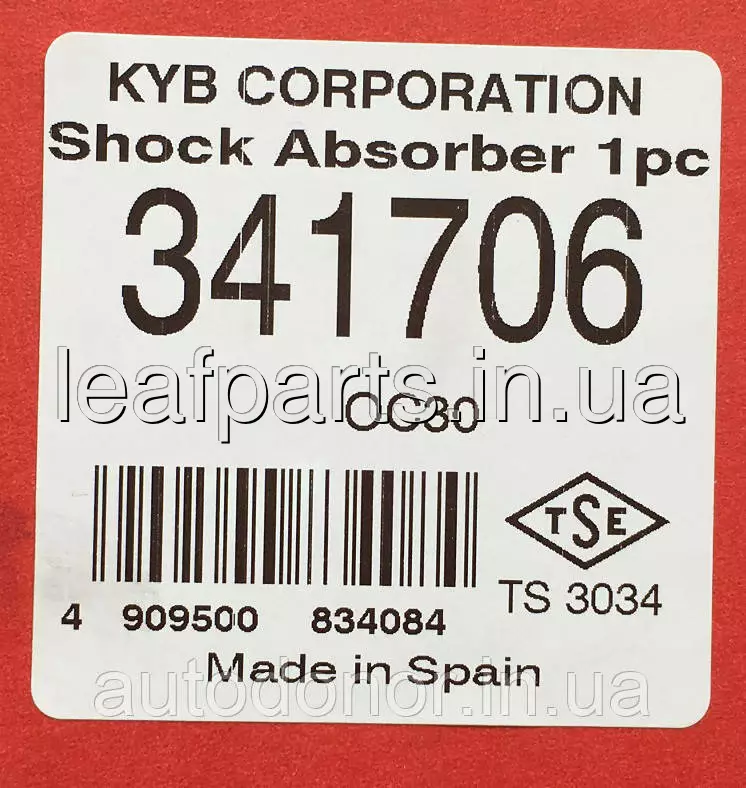 KYB CORPORATION
Shock Absorber 1pc
341706
leafparts.in.ua
OC30
TSE
TS 3034
4 909500 834084
Made in Spain
autodonor.in.ua